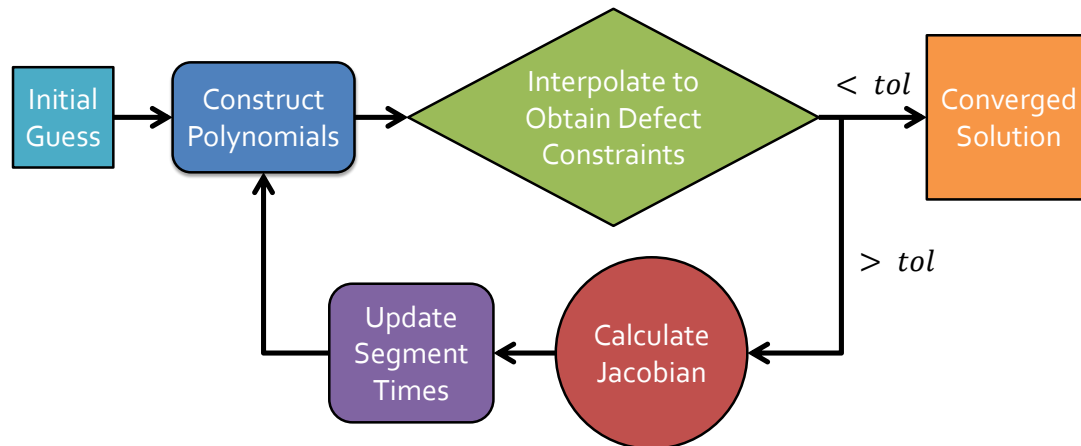 Initial
Guess
Construct
Polynomials
Interpolate to
Obtain Defect
Constraints
< tol
Converged
Solution
> tol
Calculate
Jacobian
Update
Segment
Times